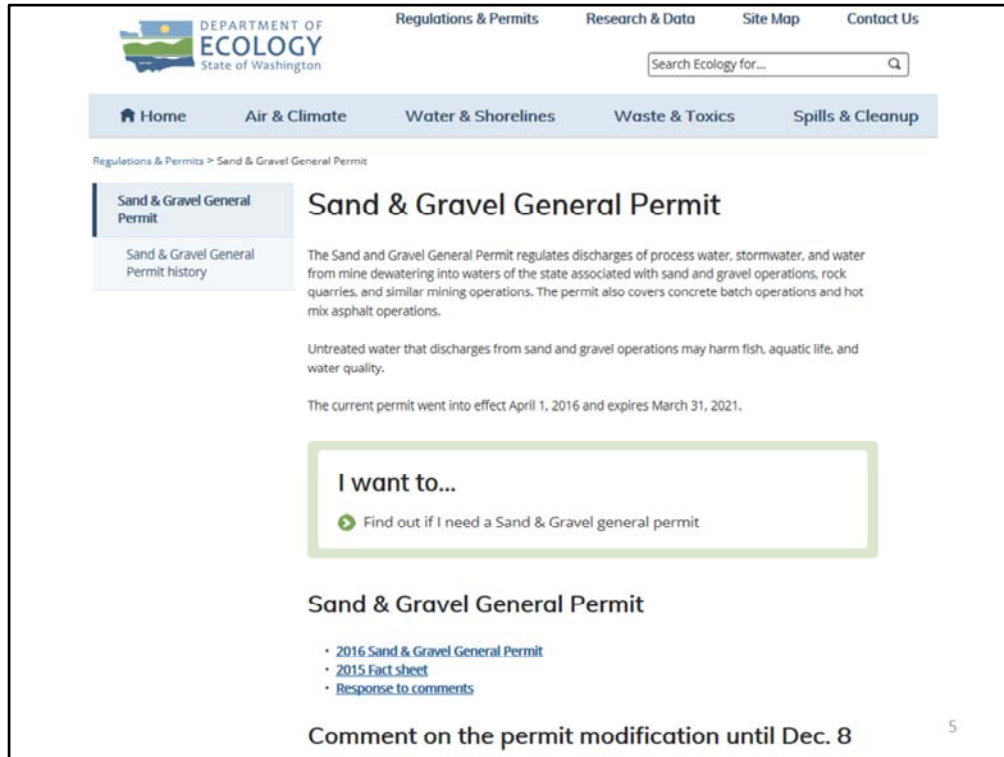 DEPARTMENT OF
ECOLOGY
State of Washington
Regulations & Permits Research & Data Site Map Contact Us
Search Ecology for...
Home Air & Climate Water & Shorelines Waste & Toxics Spills & Cleanup
Regulations & Permits > Sand & Gravel General Permit
Sand & Gravel General
Permit
Sand & Gravel General
Permit history
Sand & Gravel General Permit
The Sand and Gravel General Permit regulates discharges of process water, stormwater, and water
from mine dewatering into waters of the state associated with sand and gravel operations, rock
quarries, and similar mining operations. The permit also covers concrete batch operations and hot
mix asphalt operations.
Untreated water that discharges from sand and gravel operations may harm fish, aquatic life, and
water quality.
The current permit went into effect April 1, 2016 and expires March 31, 2021.
I want to...
Find out if I need a Sand & Gravel general permit
Sand & Gravel General Permit
• 2016 Sand & Gravel General Permit
• 2015 Fact sheet
• Response to comments
Comment on the permit modification until Dec. 8
5